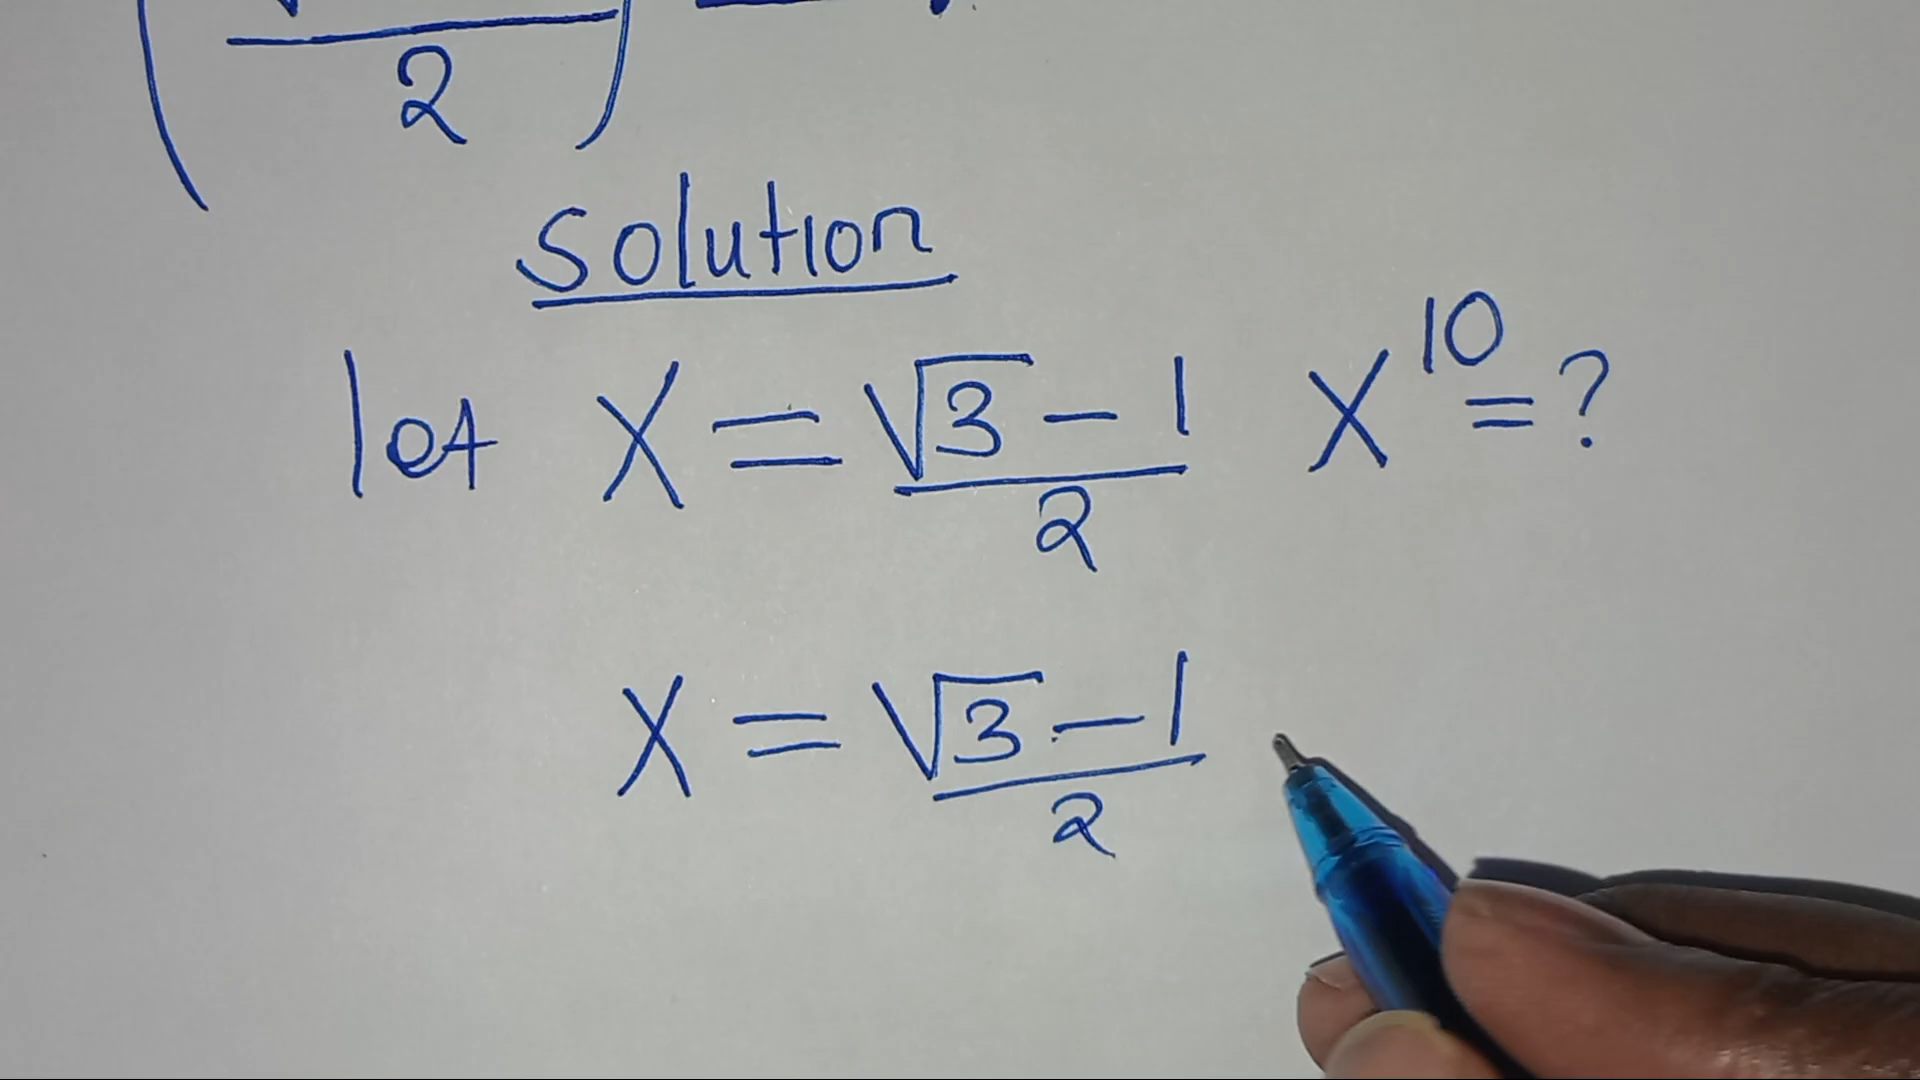 2
Solution
let X = √3 - 1 / 2 X^10 = ?
X = √3 - 1 / 2